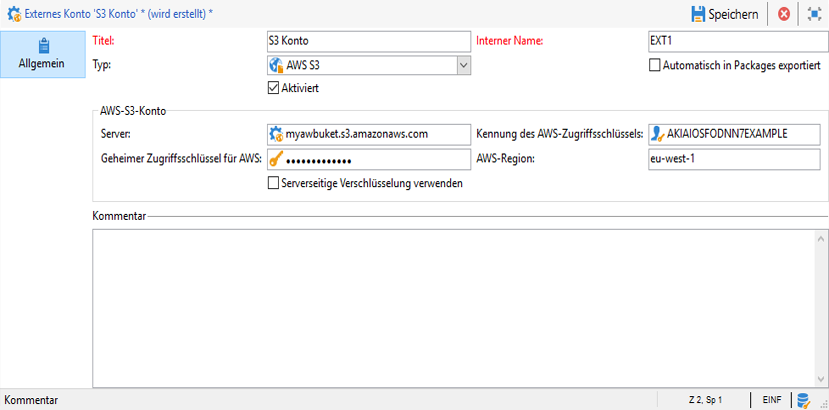 Externes Konto 'S3 Konto' * (wird erstellt) *
Speichern
Allgemein
Titel: S3 Konto Interner Name: EXT1
Typ: AWS S3 Automatisch in Packages exportiert
Aktiviert
AWS-S3-Konto
Server: myawbuket.s3.amazonaws.com Kennung des AWS-Zugriffsschlüssels: AKIAIOSFODNN7EXAMPLE
Geheimer Zugriffsschlüssel für AWS: ••••••••••••• AWS-Region: eu-west-1
Serverseitige Verschlüsselung verwenden
Kommentar
Kommentar Z 2, Sp 1 EINF